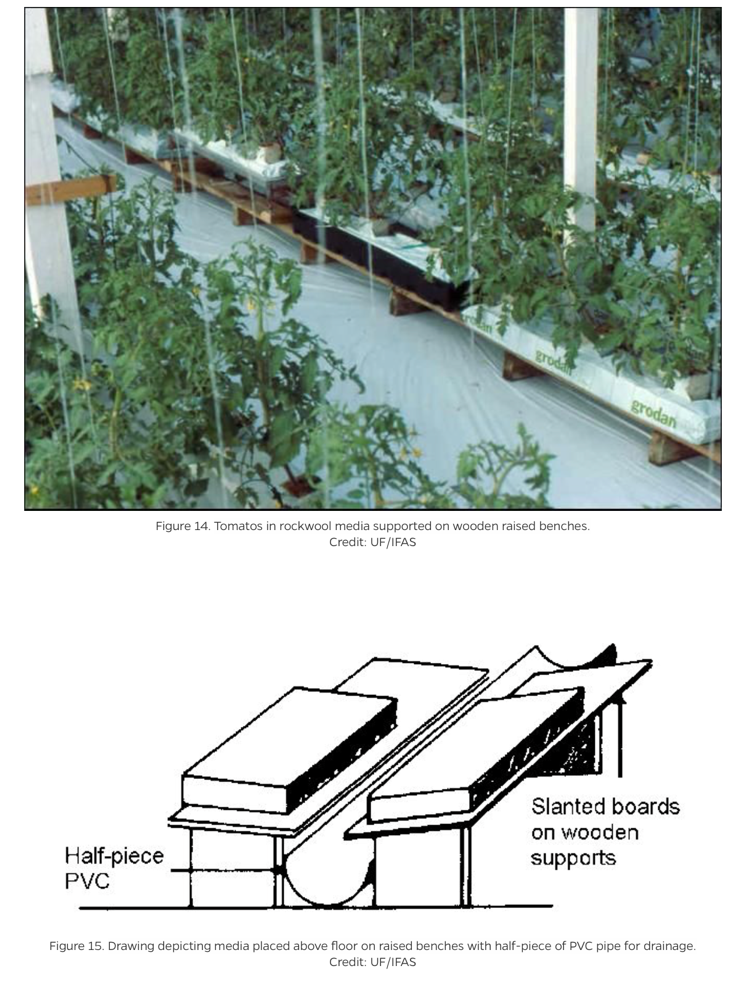 grodan
grodan
Figure 14. Tomatos in rockwool media supported on wooden raised benches.
Credit: UF/IFAS
Slanted boards
on wooden
supports
Half-piece
PVC
Figure 15. Drawing depicting media placed above floor on raised benches with half-piece of PVC pipe for drainage.
Credit: UF/IFAS